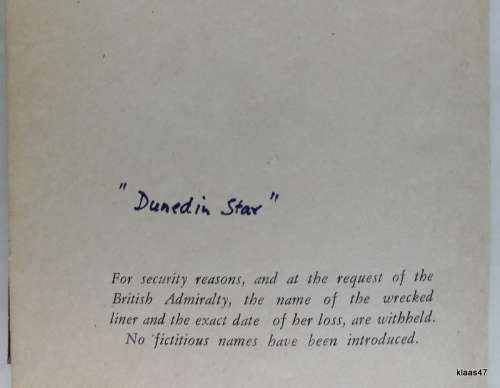 "Dunedin Star"
For security reasons, and at the request of the
British Admiralty, the name of the wrecked
liner and the exact date of her loss, are withheld.
No fictitious names have been introduced.
klaas47